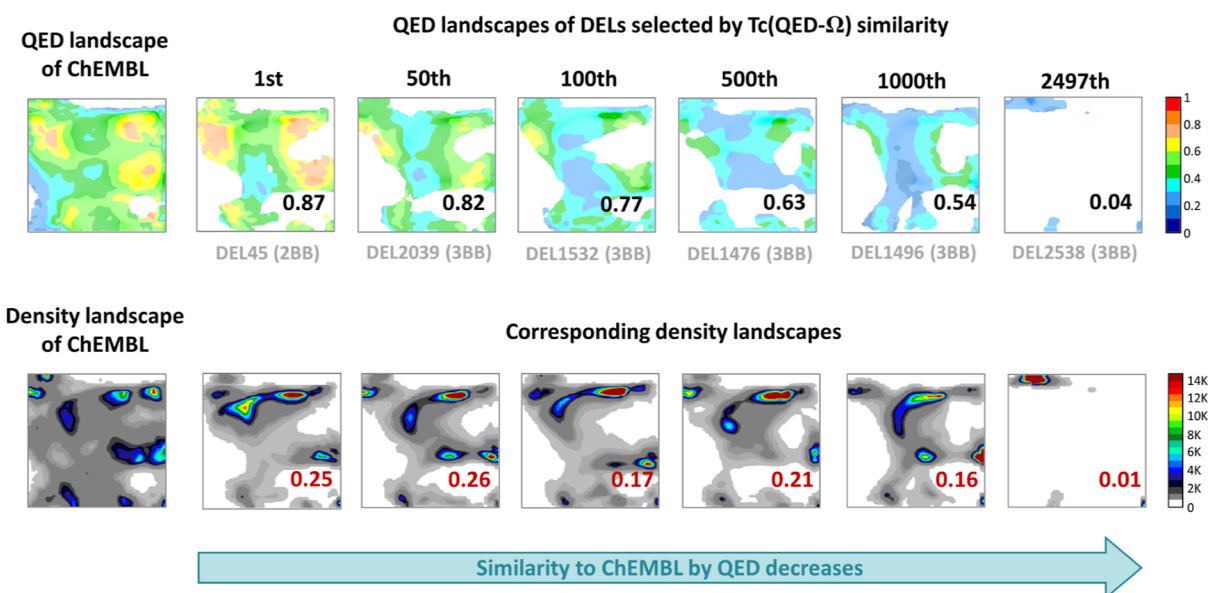 QED landscapes of DELs selected by Tc(QED-Ω) similarity
QED landscape
of ChEMBL
1st
50th
100th
500th
1000th
2497th
0.87
0.82
0.77
0.63
0.54
0.04
1
0.8
0.6
0.4
0.2
0
DEL45 (2BB)
DEL2039 (3BB)
DEL1532 (3BB)
DEL1476 (3BB)
DEL1496 (3BB)
DEL2538 (3BB)
Density landscape
of ChEMBL
Corresponding density landscapes
0.25
0.26
0.17
0.21
0.16
0.01
14K
12K
10K
8K
6K
4K
2K
0
Similarity to ChEMBL by QED decreases